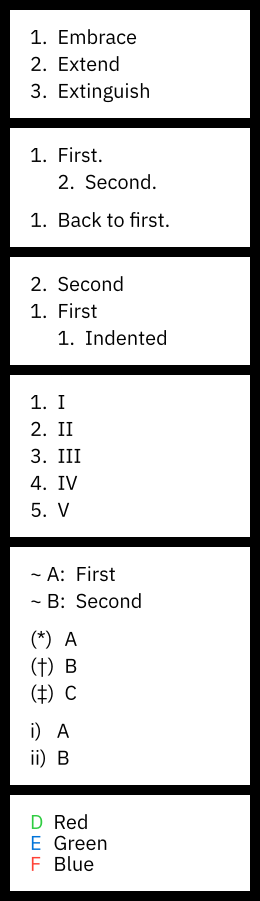 1. Embrace
2. Extend
3. Extinguish
1. First.
2. Second.
1. Back to first.
2. Second
1. First
1. Indented
1. I
2. II
3. III
4. IV
5. V
~ A: First
~ B: Second
(*) A
(†) B
(‡) C
i) A
ii) B
D Red
E Green
F Blue